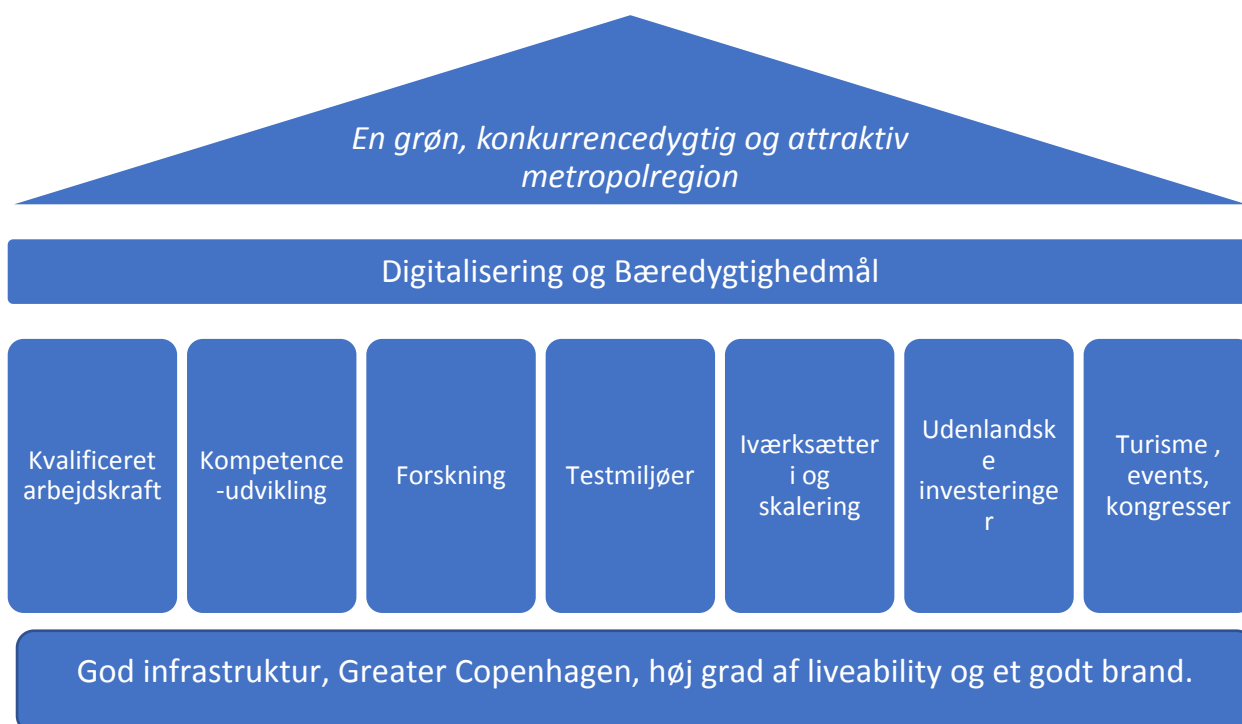 En grøn, konkurrencedygtig og attraktiv
metropolregion
Digitalisering og Bæredygtighedmål
Kvalificeret
arbejdskraft
Kompetence
-udvikling
Forskning
Testmiljøer
Iværksætter
i og
skalering
Udenlandsk
e
investeringe
r
Turisme ,
events,
kongresser
God infrastruktur, Greater Copenhagen, høj grad af liveability og et godt brand.